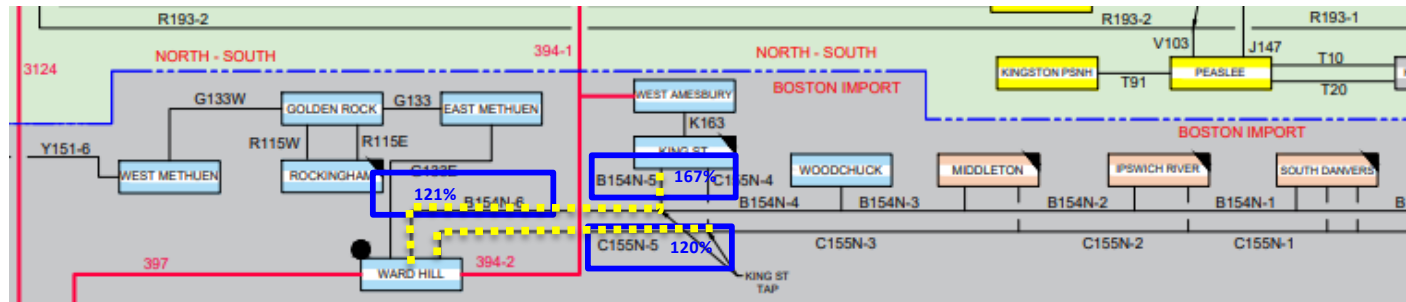 R193-2
R193-2
R193-1
NORTH - SOUTH
394-1
NORTH - SOUTH
V103
J147
3124
KINGSTON PSNH
T91
PEASLEE
T10
T20
G133W
GOLDEN ROCK
G133
EAST METHUEN
WEST AMESBURY
BOSTON IMPORT
BOSTON IMPORT
R115W
R115E
K163
Y151-6
KING ST
WEST METHUEN
ROCKINGHAM
G133E
B154N-5
167%
C155N-4
WOODCHUCK
MIDDLETON
IPSWICH RIVER
SOUTH DANVERS
121%
B154N-6
B154N-4
B154N-3
B154N-2
B154N-1
C155N-5
120%
C155N-3
C155N-2
C155N-1
397
WARD HILL
394-2
KING ST
TAP